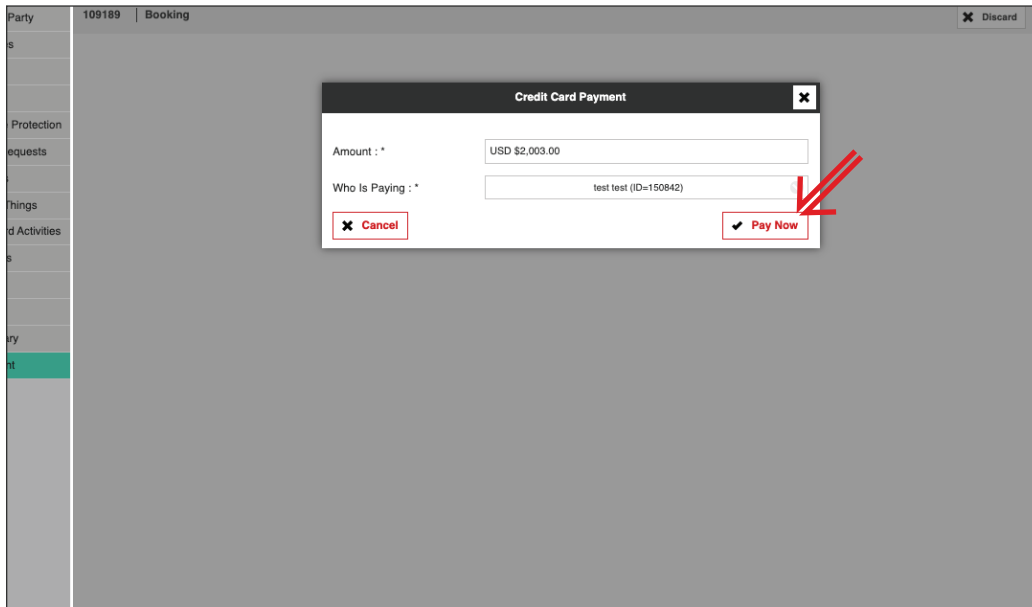 Party
109189 | Booking
Discard
s
Credit Card Payment
Protection
Amount : *
USD $2,003.00
equests
Who Is Paying : *
test test (ID=150842)
Things
Cancel
Pay Now
rd Activities
s
ary
nt